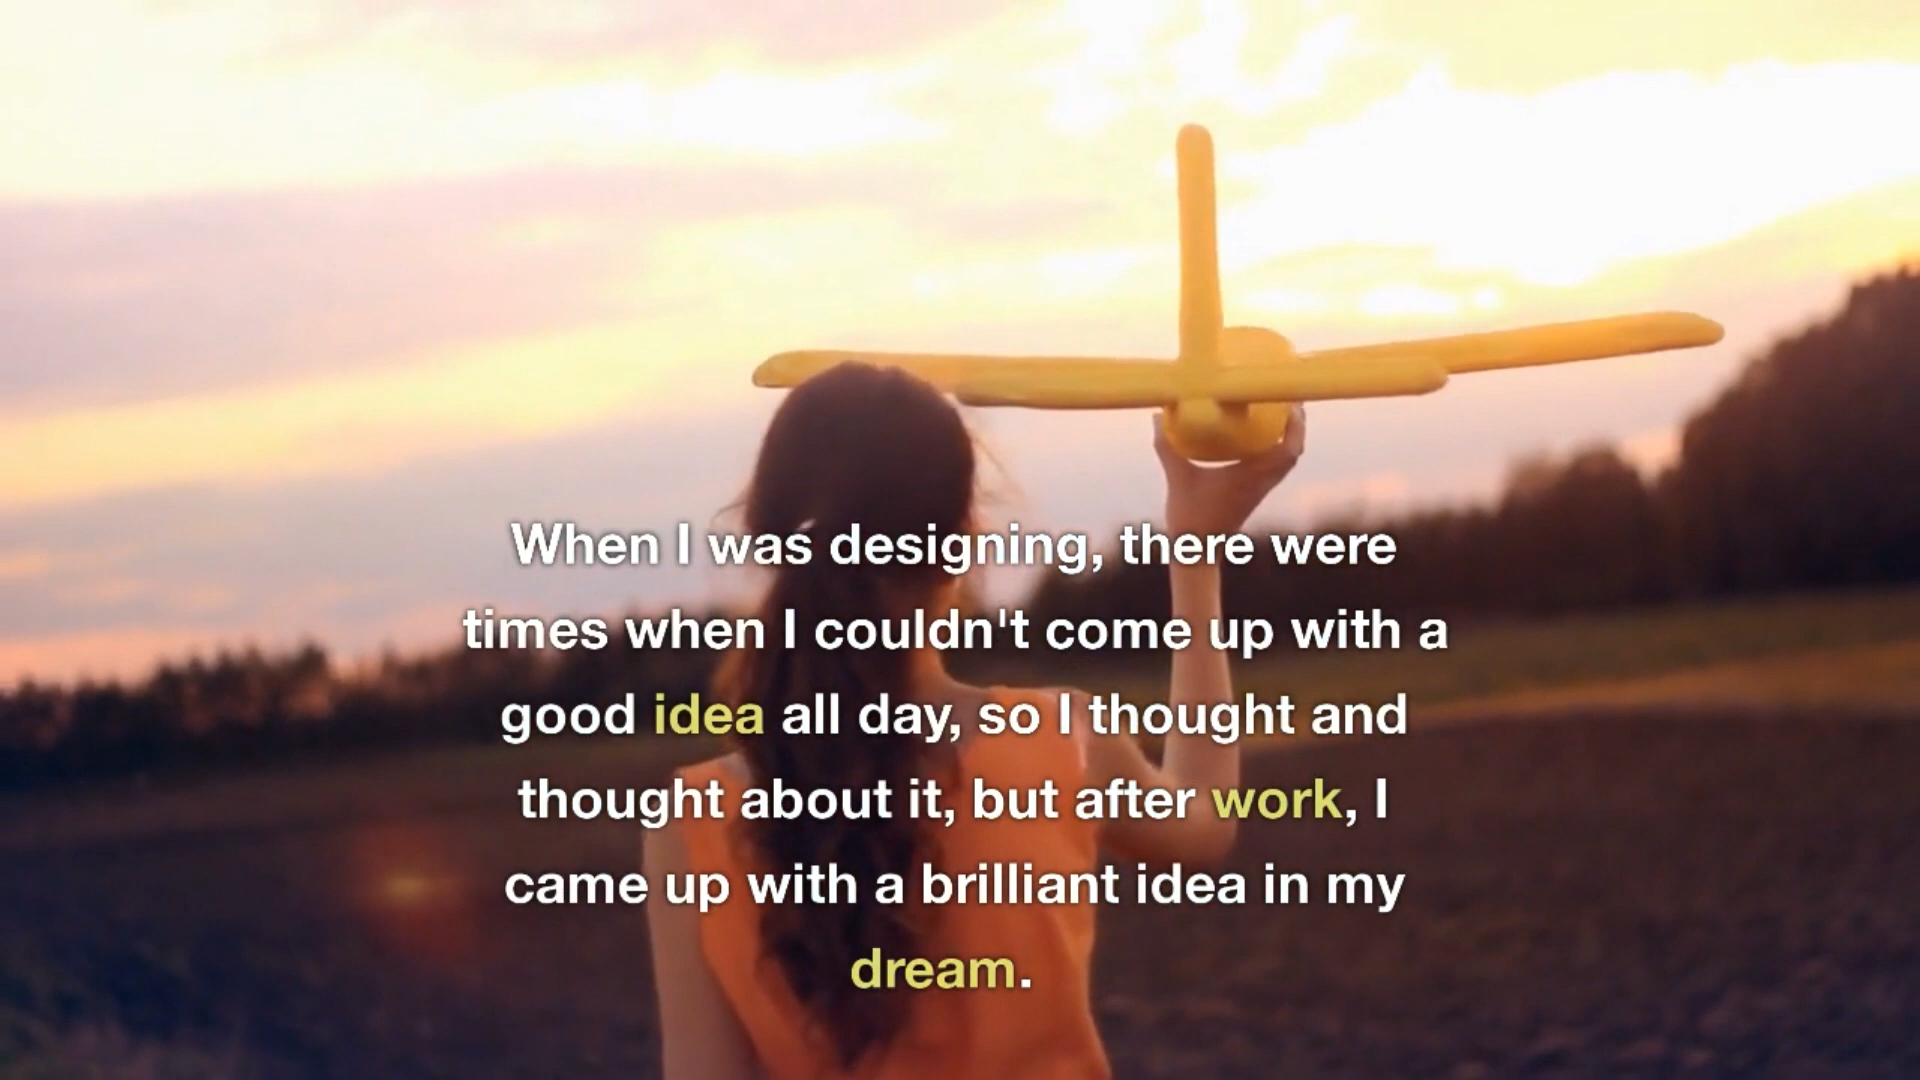 When I was designing, there were
times when I couldn't come up with a
good idea all day, so I thought and
thought about it, but after work, I
came up with a brilliant idea in my
dream.